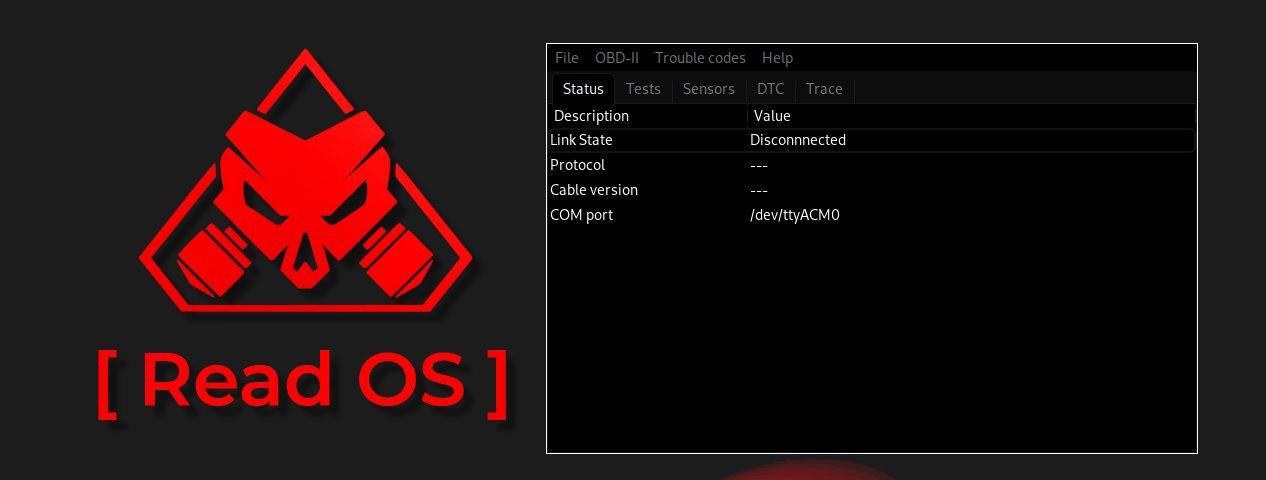 [ Read OS ]
File OBD-II Trouble codes Help
Status Tests Sensors DTC Trace
Description Value
Link State Disconnnected
Protocol ---
Cable version ---
COM port /dev/ttyACM0